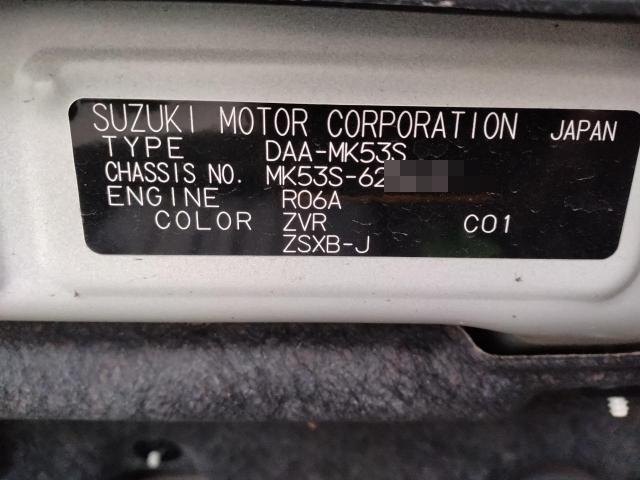 SUZUKI MOTOR CORPORATION JAPAN
TYPE DAA-MK53S
CHASSIS NO. MK53S-62
ENGINE R06A
COLOR ZVR C01
ZSXB-J